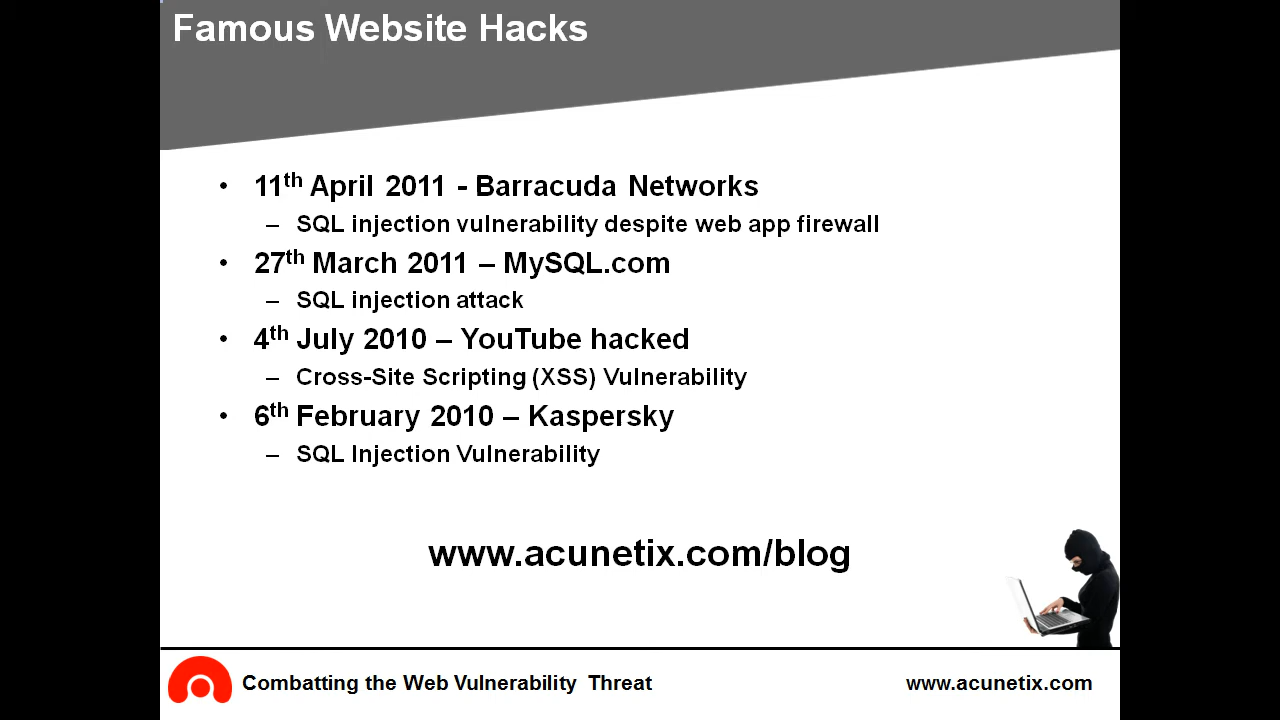 Famous Website Hacks
• 11th April 2011 - Barracuda Networks
– SQL injection vulnerability despite web app firewall
• 27th March 2011 – MySQL.com
– SQL injection attack
• 4th July 2010 – YouTube hacked
– Cross-Site Scripting (XSS) Vulnerability
• 6th February 2010 – Kaspersky
– SQL Injection Vulnerability
www.acunetix.com/blog
Combatting the Web Vulnerability Threat
www.acunetix.com